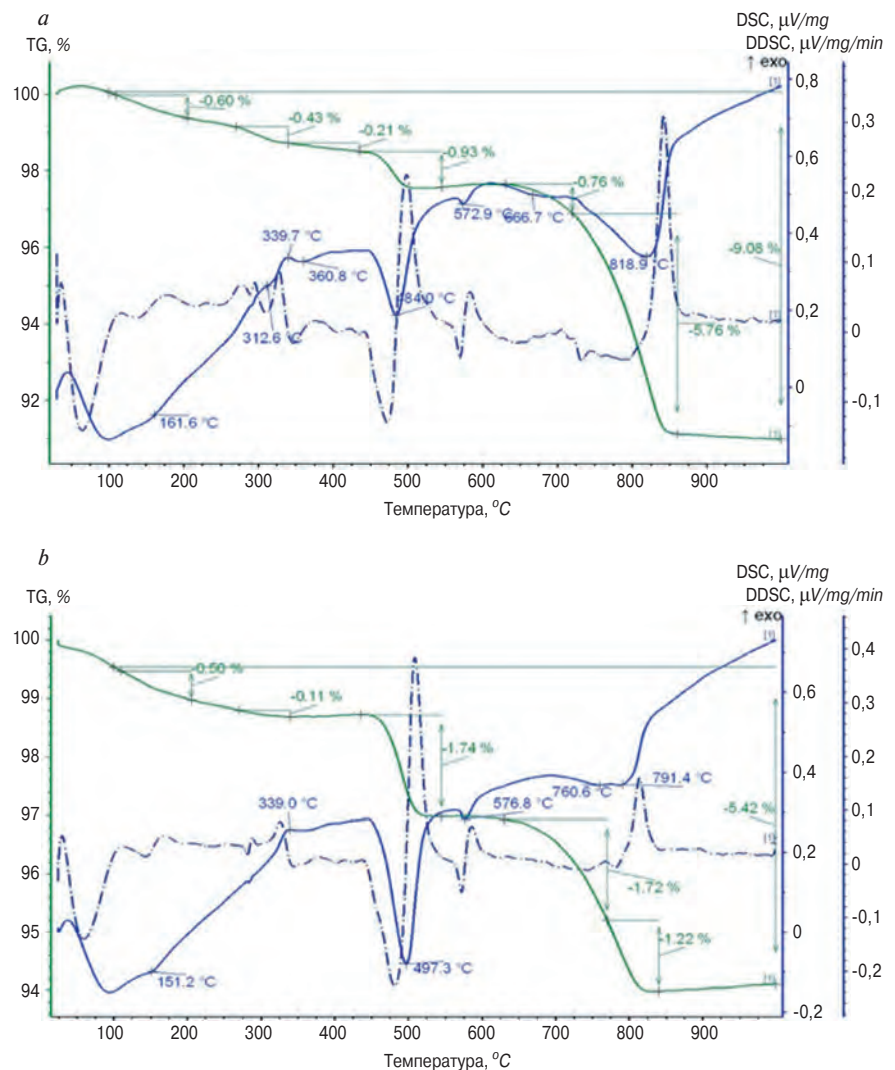 a
DSC, µV/mg
TG, %
DDSC, µV/mg/min
↑ exo
[1]
0,8
100
-0.60 %
-0.43 %
0,3
-0.21 %
98
-0.93 %
0,6
-0.76 %
572.9 °C
666.7 °C
0,2
96
339.7 °C
-9.08 %
0,4
360.8 °C
818.9 °C
0,1
484.0 °C
0,2
94
312.6 °C
[1]
0
-5.76 %
0
92
161.6 °C
-0,1
[1]
100 200 300 400 500 600 700 800 900
Температура, °C
b
DSC, µV/mg
TG, %
DDSC, µV/mg/min
↑ exo
100
[1]
0,4
-0.50 %
99
-0.11 %
0,6
0,3
98
-1.74 %
0,2
760.6 °C
791.4 °C
0,4
97
576.8 °C
-5.42 %
0,1
339.0 °C
96
0,2
[1]
0
-1.72 %
95
-0,1
-1.22 %
0
497.3 °C
151.2 °C
-0,2
94
[1]
-0,2
100 200 300 400 500 600 700 800 900
Температура, °C